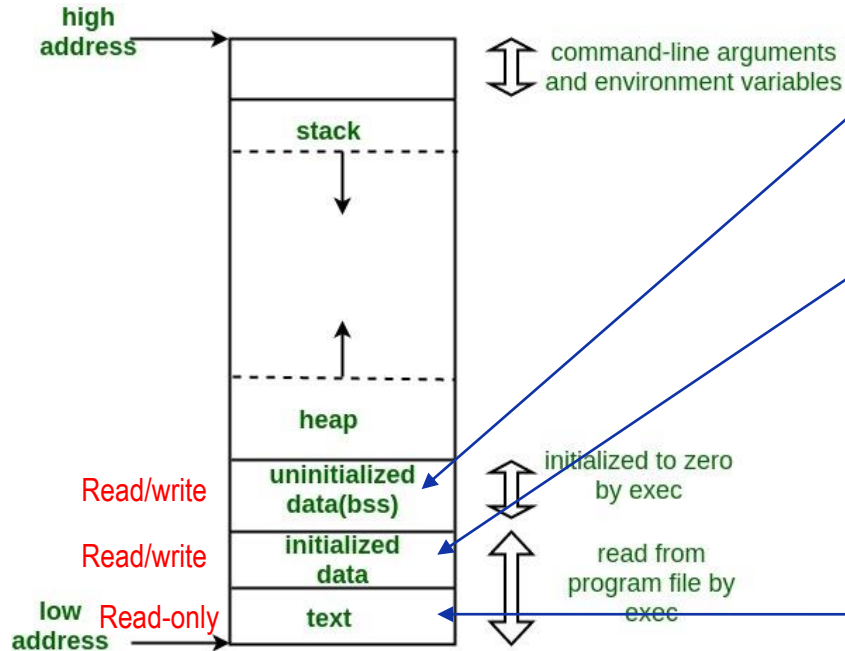 high
address
command-line arguments
and environment variables
stack
heap
Read/write
uninitialized
data(bss)
initialized to zero
by exec
Read/write
initialized
data
read from
program file by
exec
low
address
Read-only
text